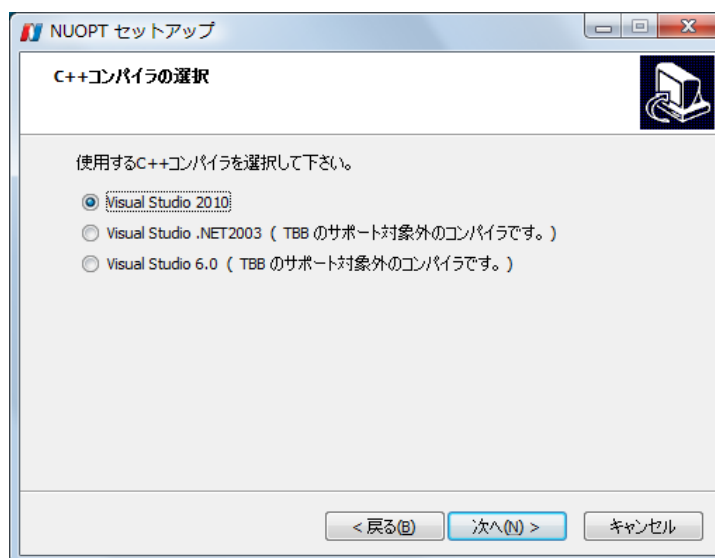 NUOPT セットアップ
C++コンパイラの選択
使用するC++コンパイラを選択して下さい。
Visual Studio 2010
Visual Studio .NET2003 ( TBB のサポート対象外のコンパイラです。)
Visual Studio 6.0 ( TBB のサポート対象外のコンパイラです。)
< 戻る(B) 次へ(N) > キャンセル